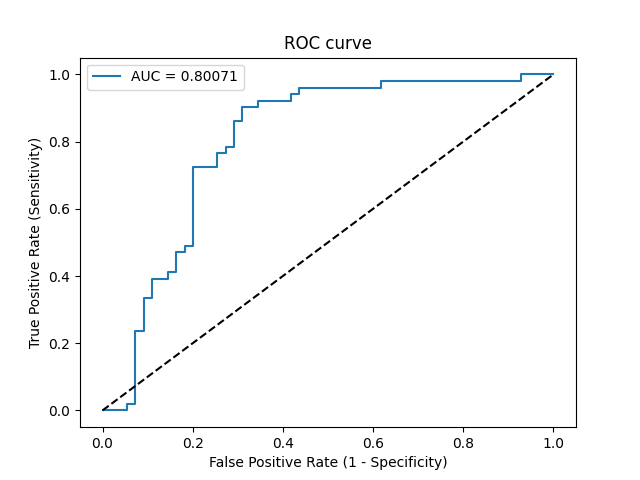 ROC curve
AUC = 0.80071
True Positive Rate (Sensitivity)
1.0
0.8
0.6
0.4
0.2
0.0
0.0 0.2 0.4 0.6 0.8 1.0
False Positive Rate (1 - Specificity)